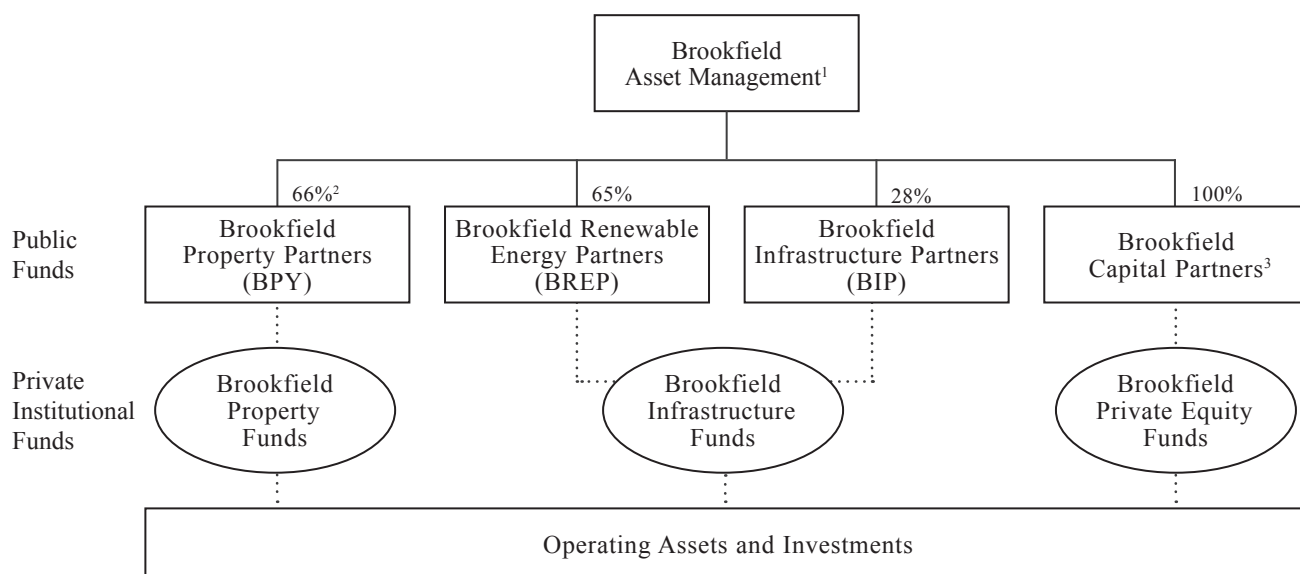 Brookfield
Asset Management¹
66%²
65%
28%
100%
Public
Funds
Brookfield
Property Partners
(BPY)
Brookfield Renewable
Energy Partners
(BREP)
Brookfield
Infrastructure Partners
(BIP)
Brookfield
Capital Partners³
Private
Institutional
Funds
Brookfield
Property
Funds
Brookfield
Infrastructure
Funds
Brookfield
Private Equity
Funds
Operating Assets and Investments